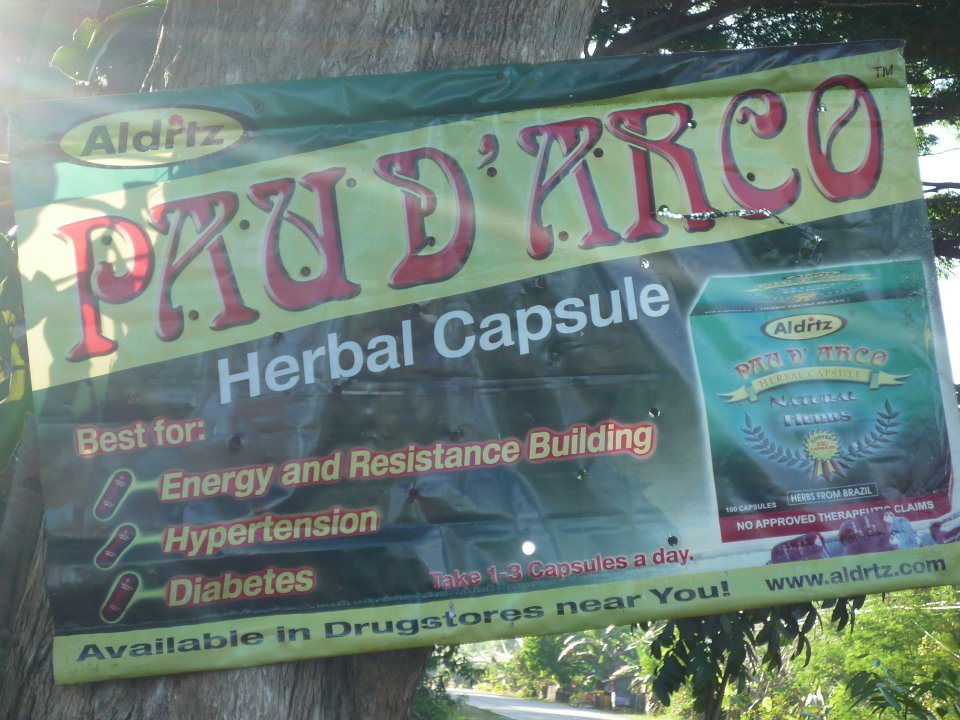 Aldritz
PAU D' ARCO TM
Herbal Capsule
Best for:
Energy and Resistance Building
Hypertension
Diabetes
Take 1-3 Capsules a day.
Available in Drugstores near You!
www.aldrtz.com
Aldritz
PAU D' ARCO
HERBAL CAPSULE
NATURAL
HERBS
100 CAPSULES
HERBS FROM BRAZIL
NO APPROVED THERAPEUTIC CLAIMS